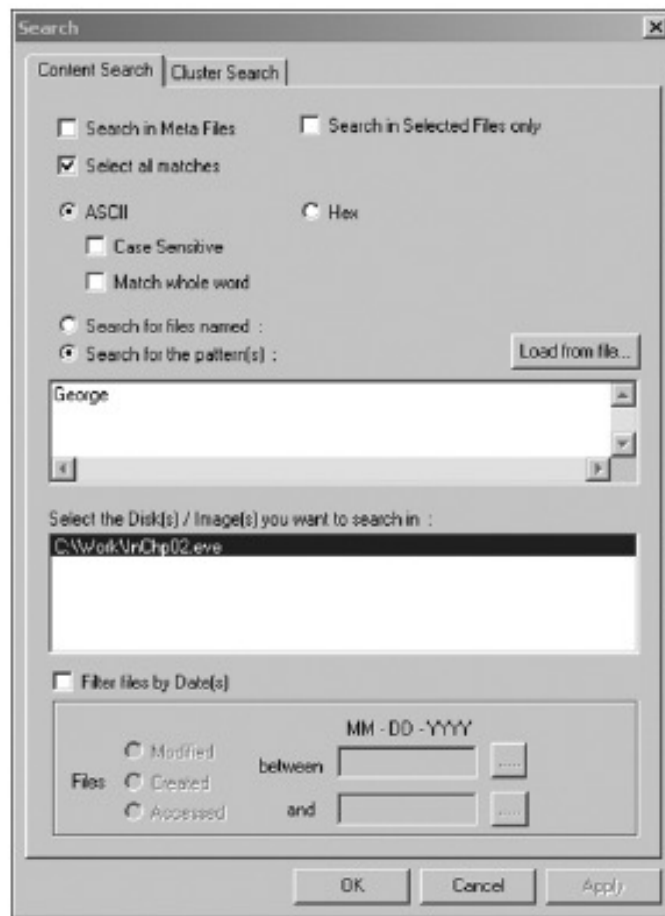 Search
Content Search Cluster Search
Search in Meta Files Search in Selected Files only
Select all matches
ASCII Hex
Case Sensitive
Match whole word
Search for files named :
Search for the pattern(s) : Load from file...
George
Select the Disk(s) / Image(s) you want to search in :
C:\Work\InChp02.eve
Filter files by Date(s)
MM - DD - YYYY
Modified
between .....
Files Created
Accessed
and .....
OK Cancel Apply